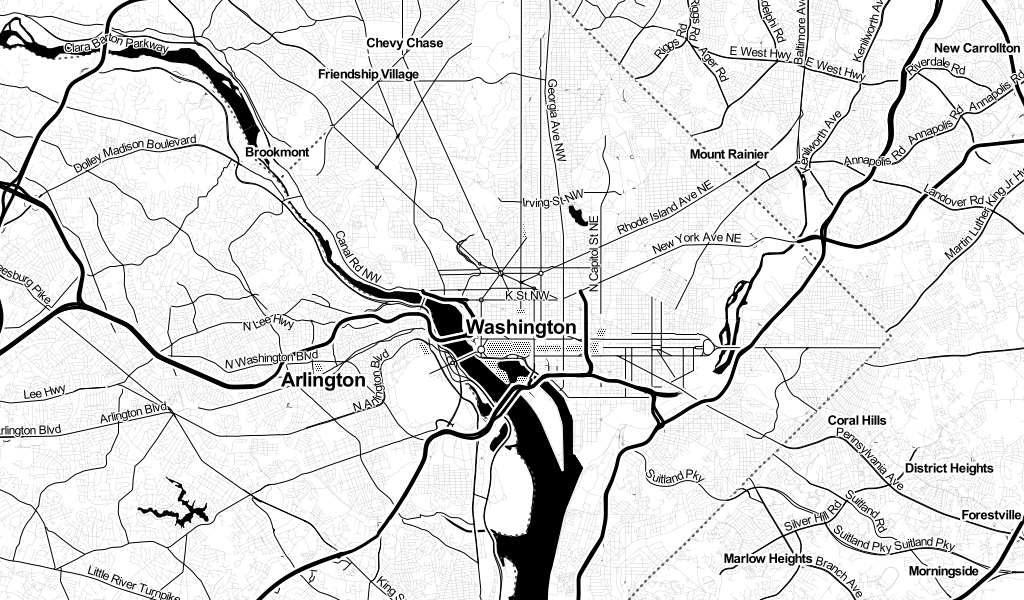 Riggs Rd
Adelphi Rd
Baltimore Ave
Kenilworth Ave
Clara Barton Parkway
Chevy Chase
Riggs Rd
E West Hwy
New Carrollton
Friendship Village
Ager Rd
E West Hwy
Riverdale Rd
Annapolis Rd
Georgia Ave NW
Annapolis Rd
Kenilworth Ave
Dolley Madison Boulevard
Brookmont
Mount Rainier
Annapolis Rd
Irving St NW
Rhode Island Ave NE
Landover Rd
Martin Luther King Jr Hwy
Canal Rd NW
N Capitol St NE
New York Ave NE
Leesburg Pike
K St NW
N Lee Hwy
Washington
N Washington Blvd
Arlington
N Arlington Blvd
Lee Hwy
Arlington Blvd
Arlington Blvd
Coral Hills
Pennsylvania Ave
District Heights
Suitland Pky
Silver Hill Rd
Suitland Rd
Forestville
Suitland Pky
Suitland Pky
Marlow Heights
Branch Ave
Morningside
Little River Turnpike
King S